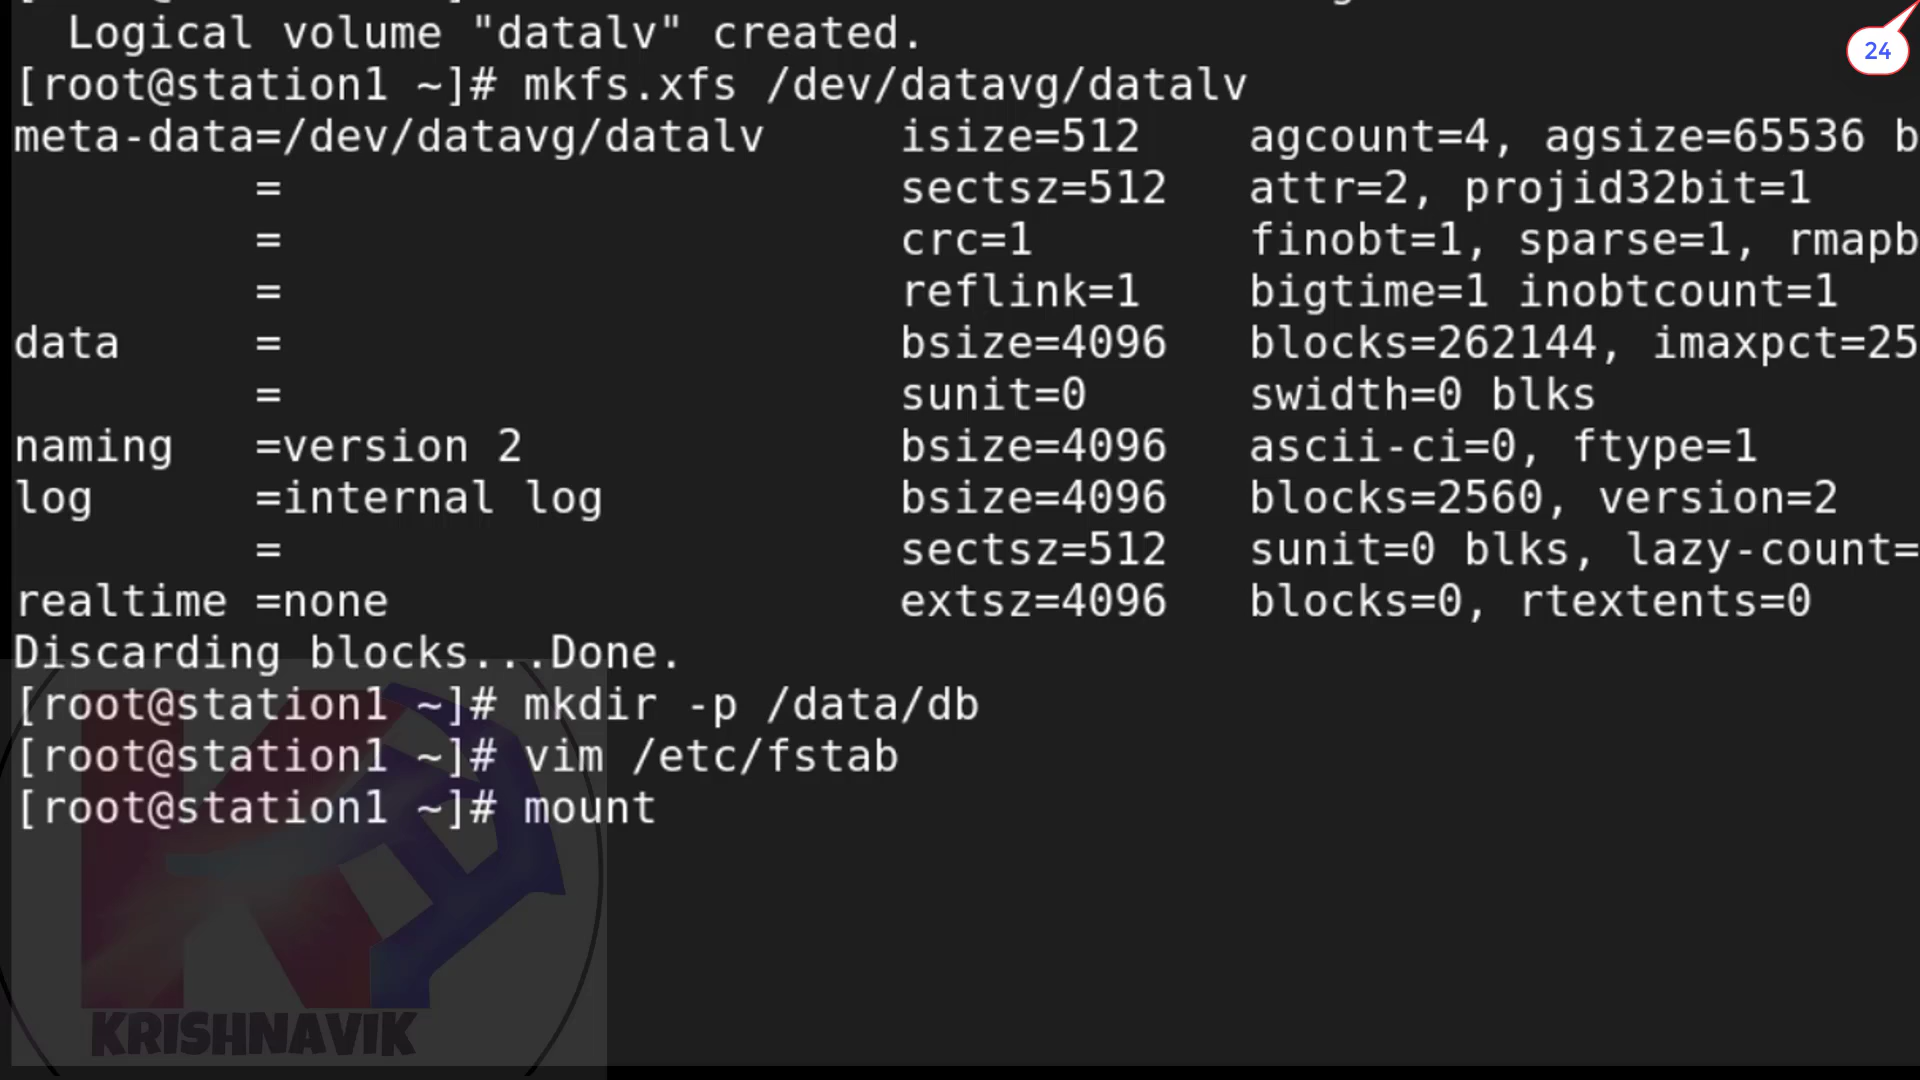 Logical volume "datalv" created.
24
[root@station1 ~]# mkfs.xfs /dev/datavg/datalv
meta-data=/dev/datavg/datalv isize=512 agcount=4, agsize=65536 b
= sectsz=512 attr=2, projid32bit=1
= crc=1 finobt=1, sparse=1, rmapb
= reflink=1 bigtime=1 inobtcount=1
data = bsize=4096 blocks=262144, imaxpct=25
= sunit=0 swidth=0 blks
naming =version 2 bsize=4096 ascii-ci=0, ftype=1
log =internal log bsize=4096 blocks=2560, version=2
= sectsz=512 sunit=0 blks, lazy-count=
realtime =none extsz=4096 blocks=0, rtextents=0
Discarding blocks...Done.
[root@station1 ~]# mkdir -p /data/db
[root@station1 ~]# vim /etc/fstab
[root@station1 ~]# mount
KRISHNAVIK